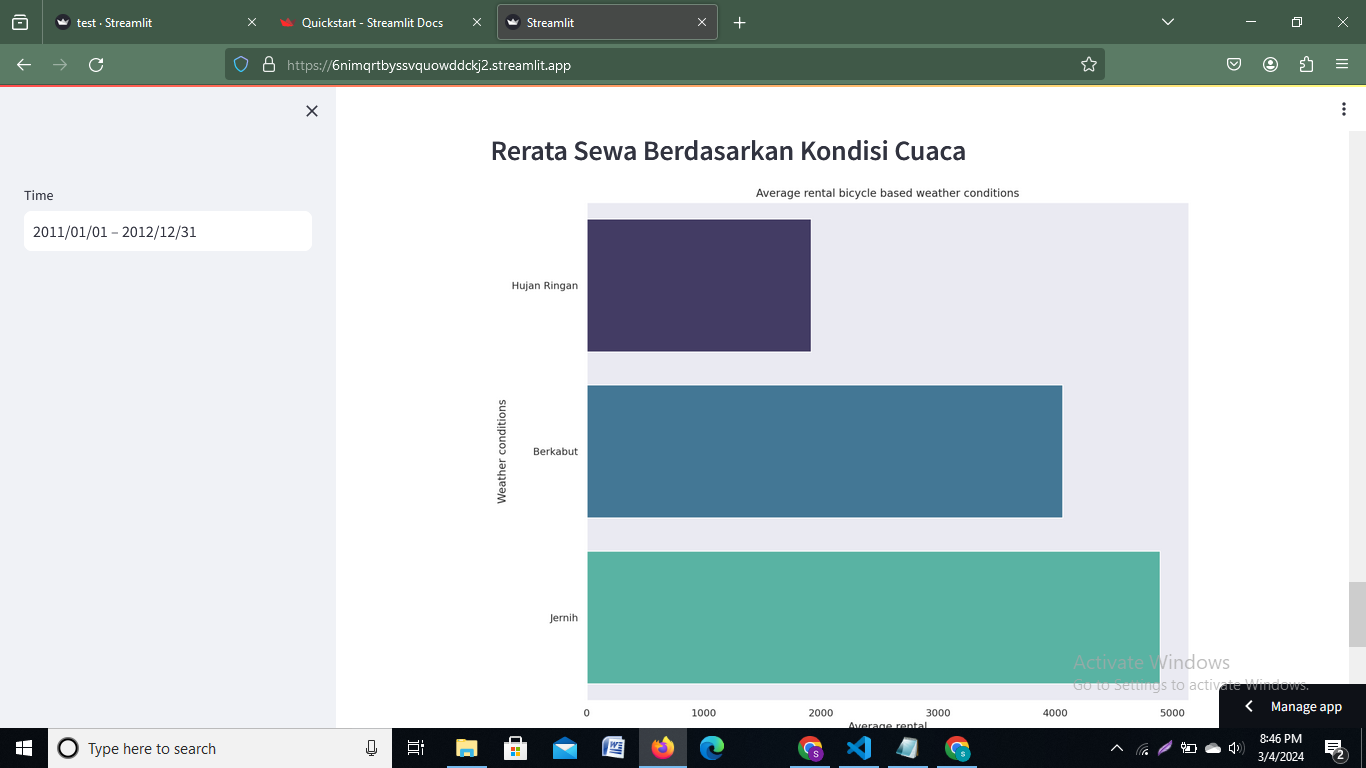 test · Streamlit
Quickstart - Streamlit Docs
Streamlit
https://6nimqrtbyssvquowddckj2.streamlit.app
Time
2011/01/01 – 2012/12/31
Rerata Sewa Berdasarkan Kondisi Cuaca
Average rental bicycle based weather conditions
Weather conditions
Hujan Ringan
Berkabut
Jernih
0 1000 2000 3000 4000 5000
Average rental
Activate Windows
Go to Settings to activate Windows.
Manage app
Type here to search
8:46 PM
3/4/2024
2